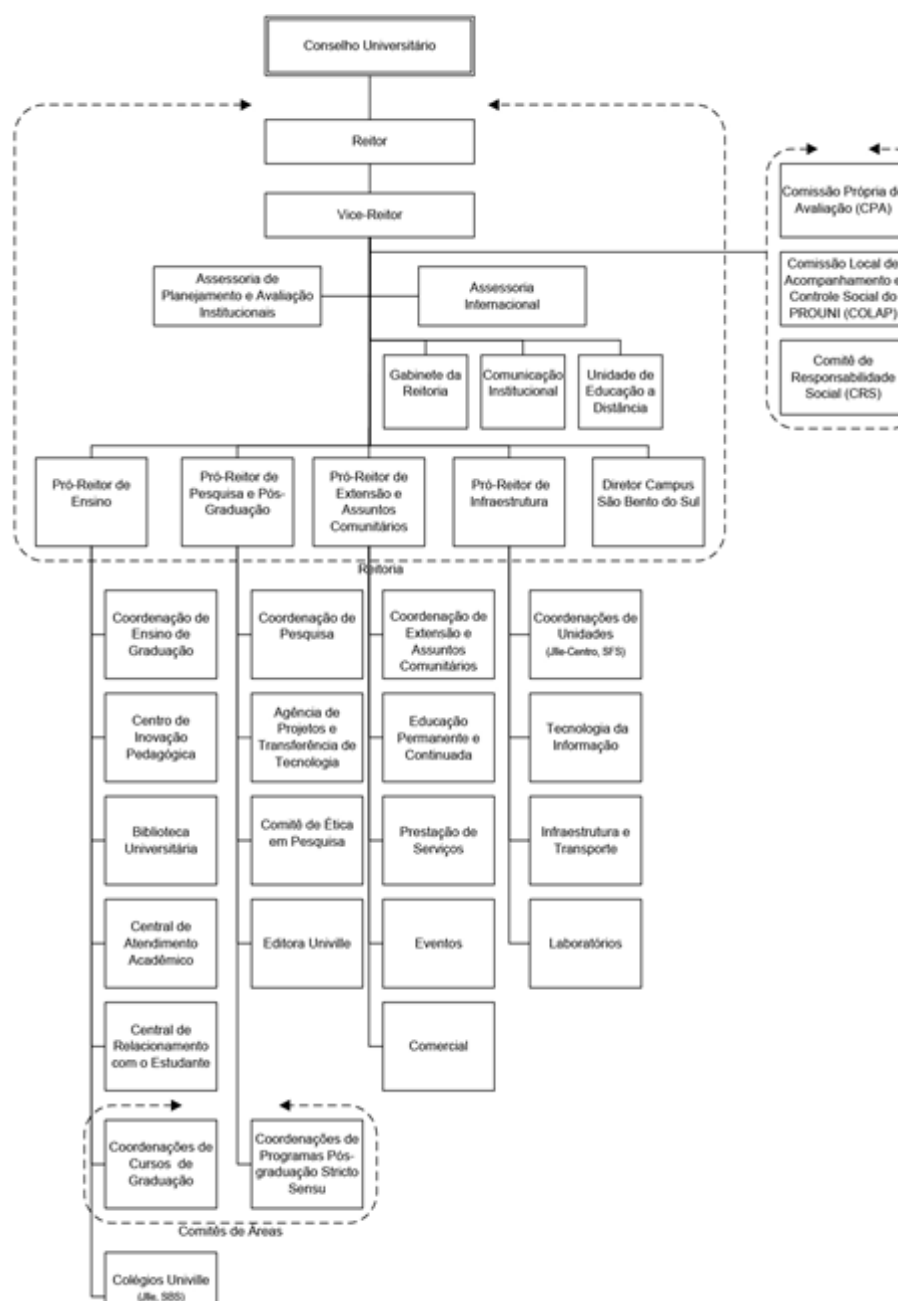 Conselho Universitário
Reitor
Vice-Reitor
Comissão Própria de
Avaliação (CPA)
Comissão Local de
Acompanhamento e
Controle Social do
PROUNI (COLAP)
Comitê de
Responsabilidade
Social (CRS)
Assessoria de
Planejamento e Avaliação
Institucionais
Assessoria
Internacional
Gabinete da
Reitoria
Comunicação
Institucional
Unidade de
Educação a
Distância
Pró-Reitor de
Ensino
Pró-Reitor de
Pesquisa e Pós-
Graduação
Pró-Reitor de
Extensão e
Assuntos
Comunitários
Pró-Reitor de
Infraestrutura
Diretor Campus
São Bento do Sul
Reitoria
Coordenação de
Ensino de
Graduação
Coordenação de
Pesquisa
Coordenação de
Extensão e
Assuntos
Comunitários
Coordenações de
Unidades
(Jlle-Centro, SFS)
Centro de
Inovação
Pedagógica
Agência de
Projetos e
Transferência de
Tecnologia
Educação
Permanente e
Continuada
Tecnologia da
Informação
Biblioteca
Universitária
Comitê de Ética
em Pesquisa
Prestação de
Serviços
Infraestrutura e
Transporte
Central de
Atendimento
Acadêmico
Editora Univille
Eventos
Laboratórios
Central de
Relacionamento
com o Estudante
Comercial
Coordenações de
Cursos de
Graduação
Coordenações de
Programas Pós-
graduação Stricto
Sensu
Comitês de Áreas
Colégios Univille
(Jlle, SBS)